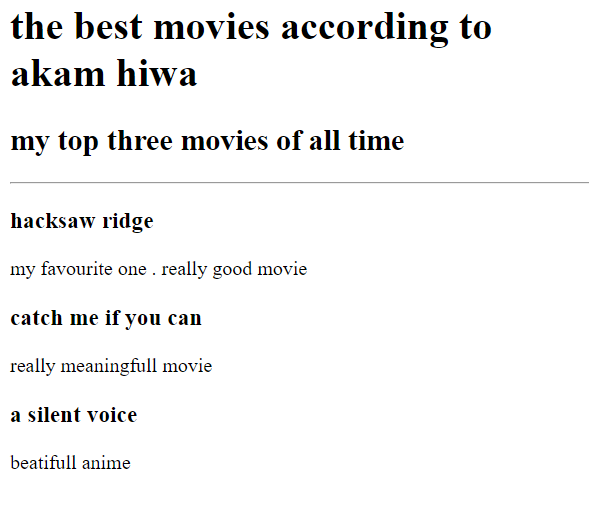 the best movies according to
akam hiwa
my top three movies of all time
hacksaw ridge
my favourite one . really good movie
catch me if you can
really meaningfull movie
a silent voice
beatifull anime